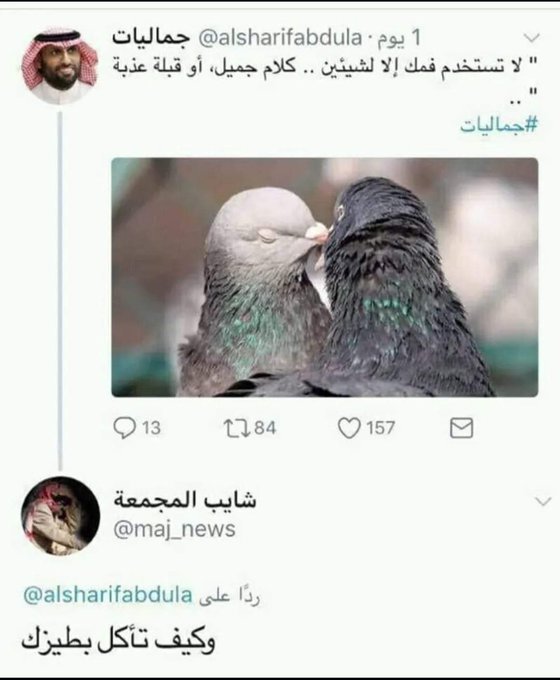 جماليات @alsharifabdula · 1 يوم
" لا تستخدم فمك إلا لشيئين .. كلام جميل، أو قبلة عذبة
.. "
#جماليات
13 84 157
شايب المجمعة
@maj_news
ردًا على @alsharifabdula
وكيف تأكل بطيزك